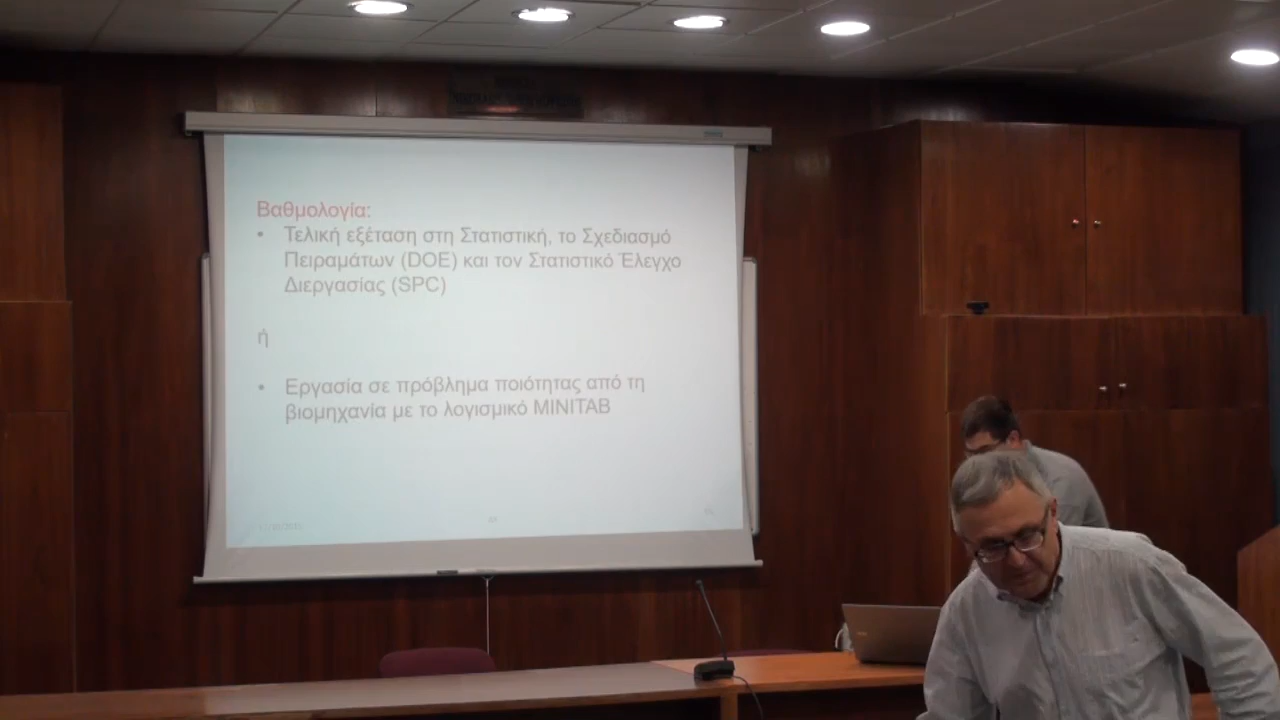 Βαθμολογία:
• Τελική εξέταση στη Στατιστική, το Σχεδιασμό
Πειραμάτων (DOE) και τον Στατιστικό Έλεγχο
Διεργασίας (SPC)
ή
• Εργασία σε πρόβλημα ποιότητας από τη
βιομηχανία με το λογισμικό MINITAB